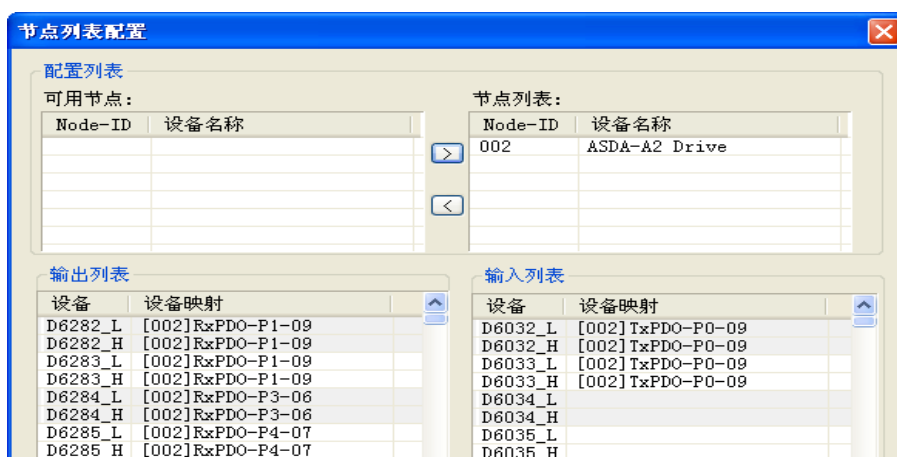 节点列表配置
配置列表
可用节点:
Node-ID 设备名称
>
<
节点列表:
Node-ID 设备名称
002 ASDA-A2 Drive
输出列表
设备 设备映射
D6282_L [002]RxPDO-P1-09
D6282_H [002]RxPDO-P1-09
D6283_L [002]RxPDO-P1-09
D6283_H [002]RxPDO-P1-09
D6284_L [002]RxPDO-P3-06
D6284_H [002]RxPDO-P3-06
D6285_L [002]RxPDO-P4-07
D6285_H [002]RxPDO-P4-07
输入列表
设备 设备映射
D6032_L [002]TxPDO-P0-09
D6032_H [002]TxPDO-P0-09
D6033_L [002]TxPDO-P0-09
D6033_H [002]TxPDO-P0-09
D6034_L
D6034_H
D6035_L
D6035_H